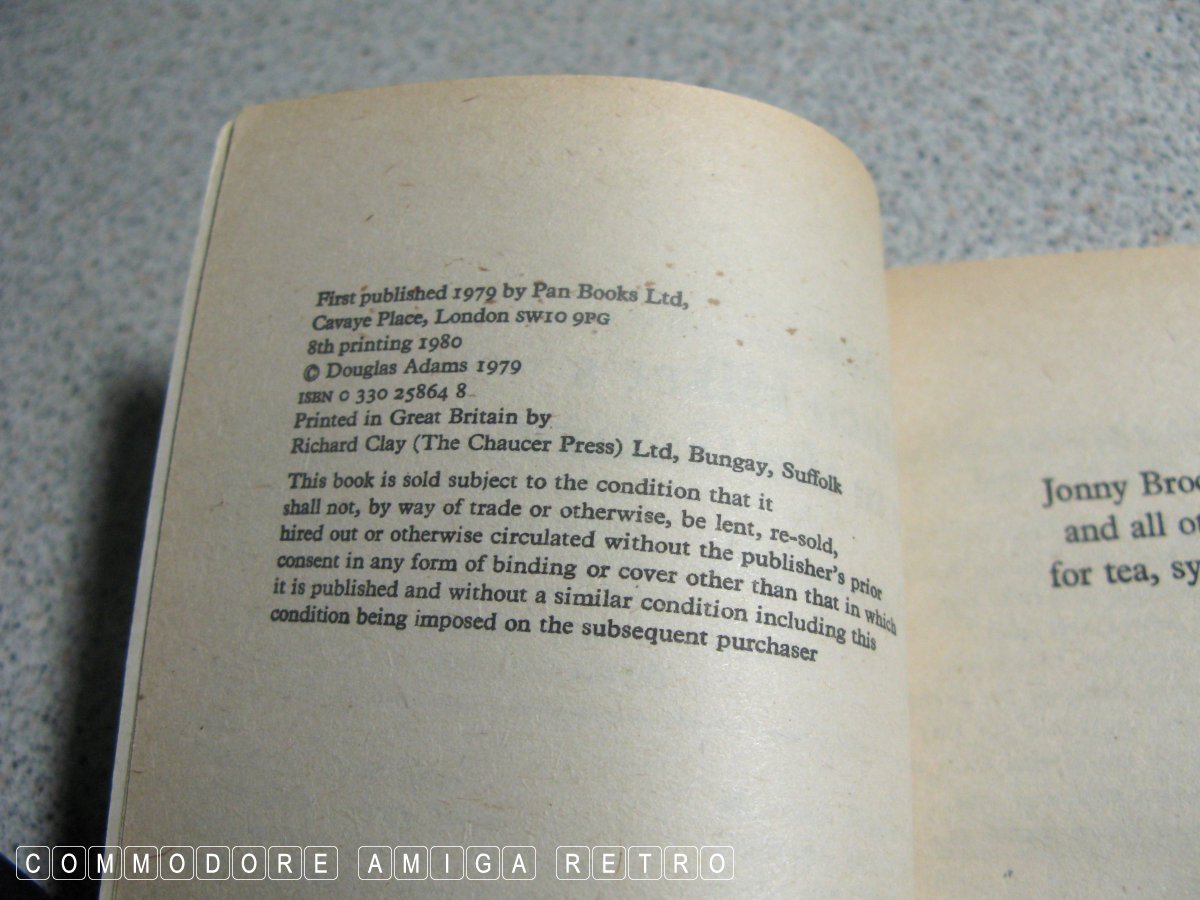 First published 1979 by Pan Books Ltd,
Cavaye Place, London SW10 9PG
8th printing 1980
© Douglas Adams 1979
ISBN 0 330 25864 8
Printed in Great Britain by
Richard Clay (The Chaucer Press) Ltd, Bungay, Suffolk
This book is sold subject to the condition that it
shall not, by way of trade or otherwise, be lent, re-sold,
hired out or otherwise circulated without the publisher's prior
consent in any form of binding or cover other than that in which
it is published and without a similar condition including this
condition being imposed on the subsequent purchaser
Jonny
and all
for tea,
COMMODORE AMIGA RETRO